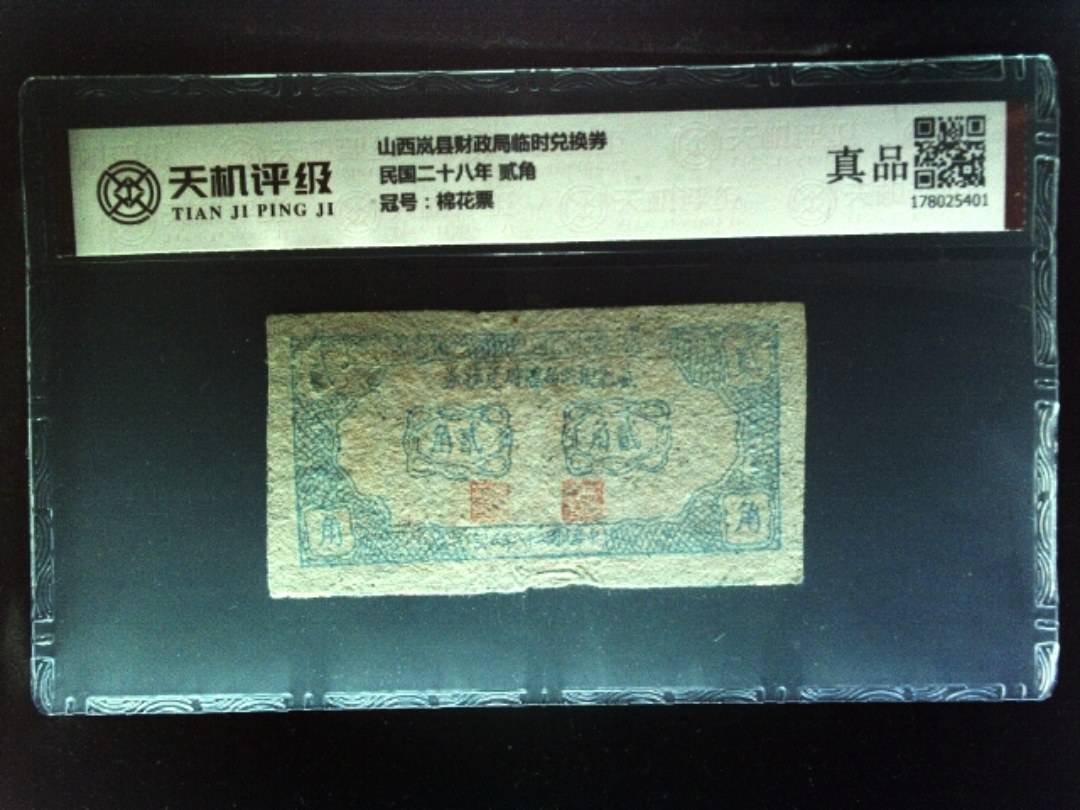 天机评级
TIAN JI PING JI
山西岚县财政局临时兑换券
民国二十八年 贰角
冠号：棉花票
真品
178025401
贰角
贰角
角
角